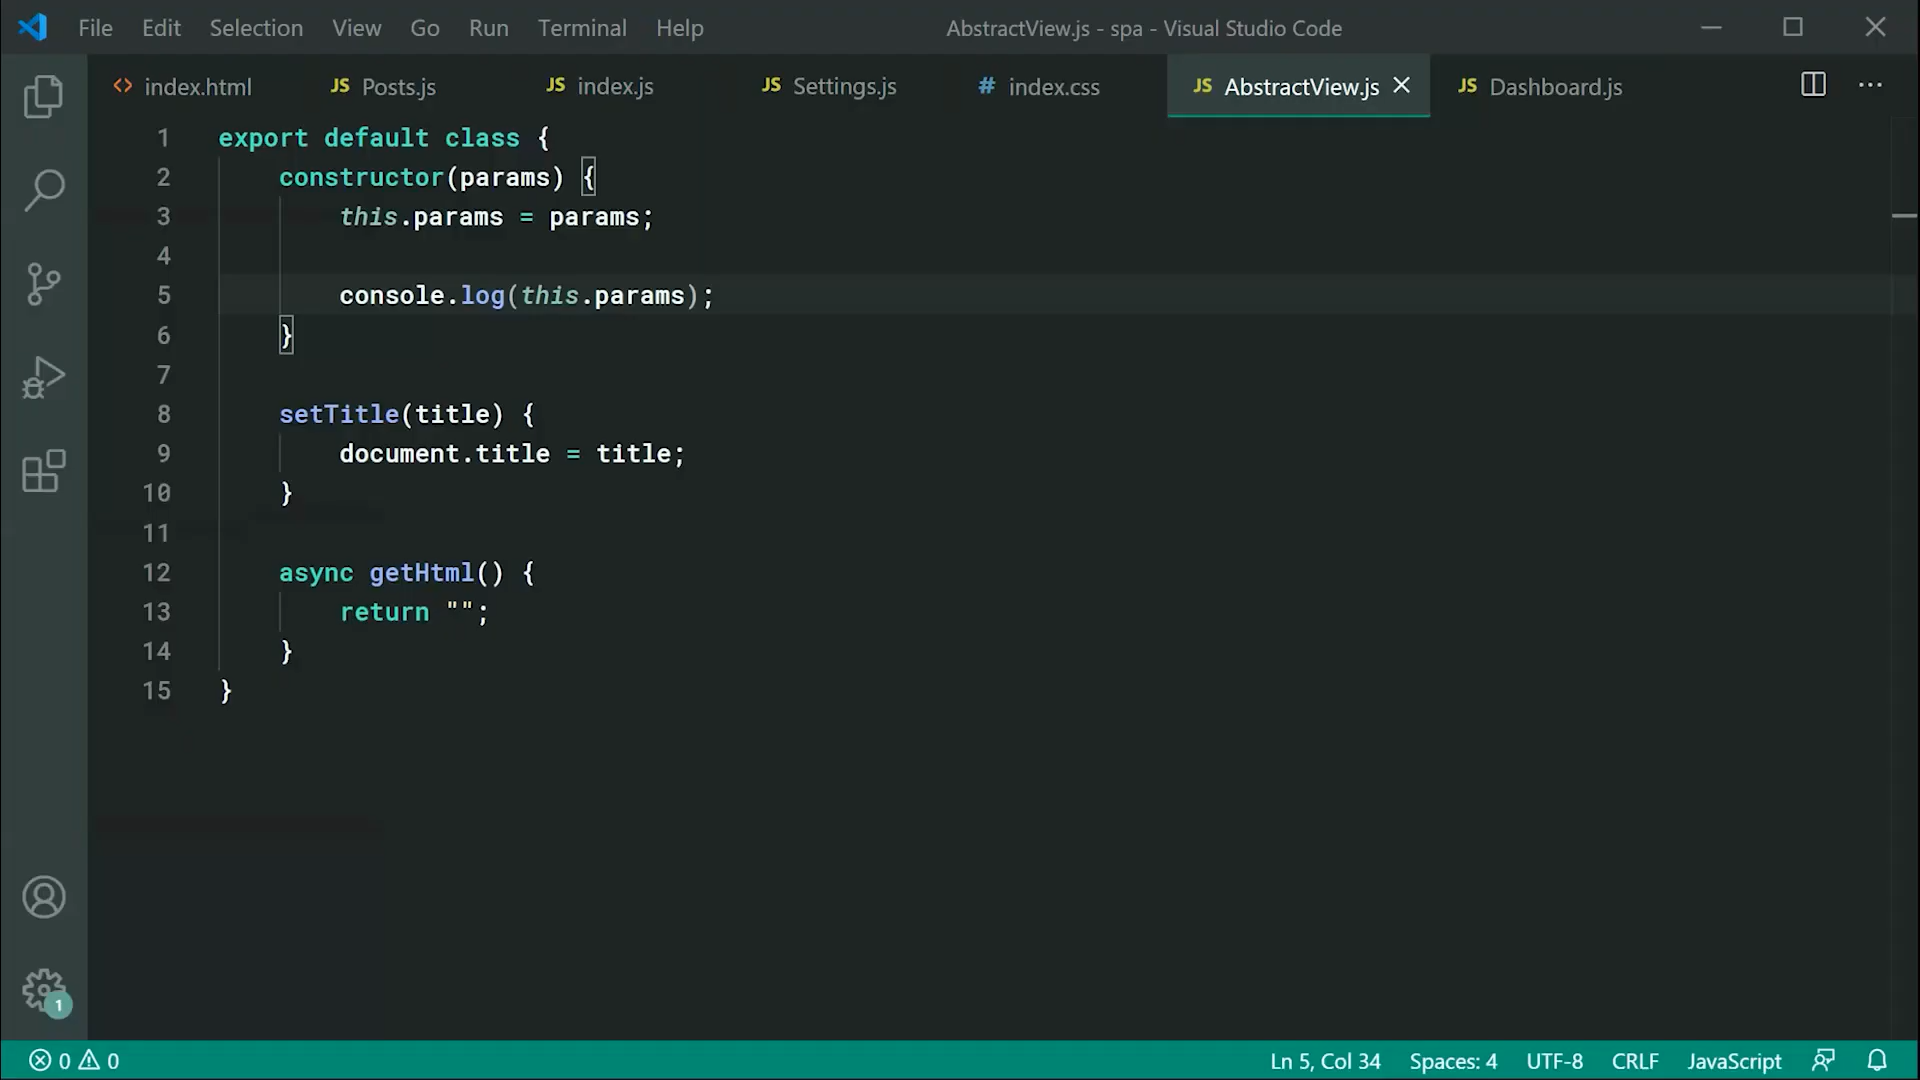 File Edit Selection View Go Run Terminal Help AbstractView.js - spa - Visual Studio Code
<> index.html JS Posts.js JS index.js JS Settings.js # index.css JS AbstractView.js JS Dashboard.js
1 export default class {
2 constructor(params) {
3 this.params = params;
4
5 console.log(this.params);
6 }
7
8 setTitle(title) {
9 document.title = title;
10 }
11
12 async getHtml() {
13 return "";
14 }
15 }
1
0 0 Ln 5, Col 34 Spaces: 4 UTF-8 CRLF JavaScript